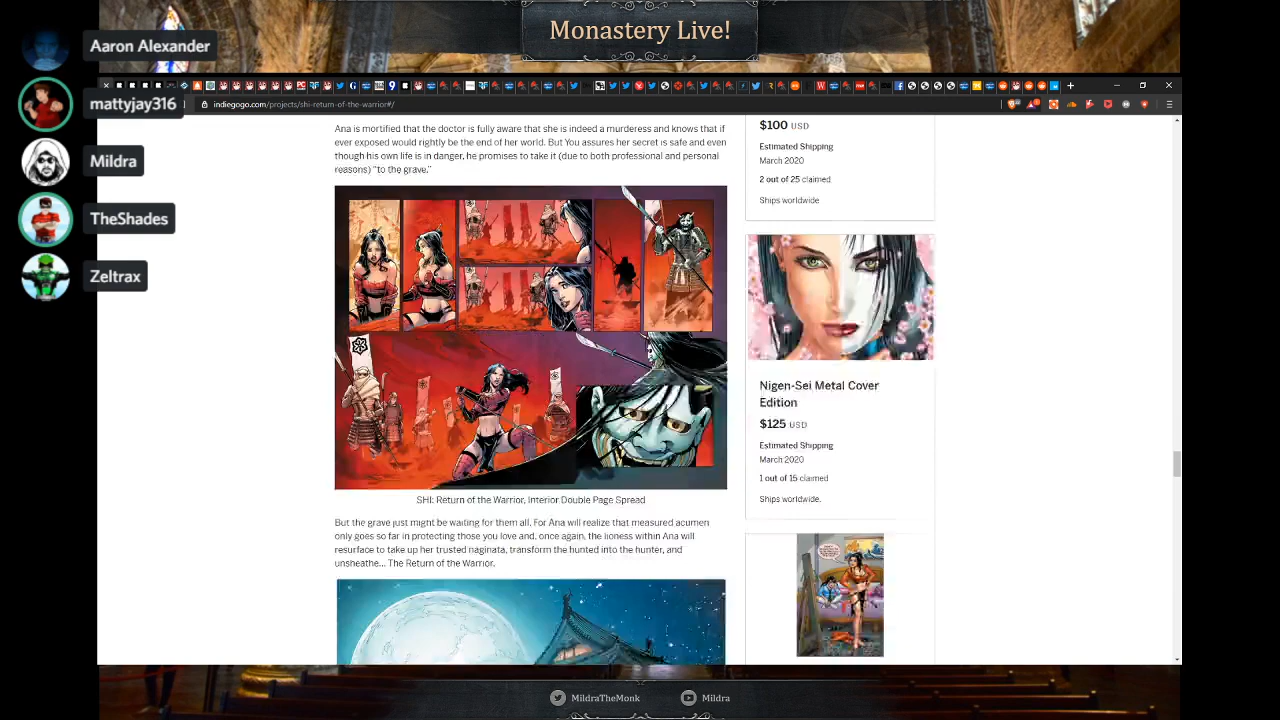 Monastery Live!
Aaron Alexander
mattyjay316
Mildra
TheShades
Zeltrax
indiegogo.com/projects/shi-return-of-the-warrior#/
Ana is mortified that the doctor is fully aware that she is indeed a murderess and knows that if
ever exposed would rightly be the end of her world. But You assures her secret is safe and even
though his own life is in danger, he promises to take it (due to both professional and personal
reasons) "to the grave."
SHI: Return of the Warrior, Interior Double Page Spread
But the grave just might be waiting for them all. For Ana will realize that measured acumen
only goes so far in protecting those you love and, once again, the lioness within Ana will
resurface to take up her trusted naginata, transform the hunted into the hunter, and
unsheathe... The Return of the Warrior.
$100 USD
Estimated Shipping
March 2020
2 out of 25 claimed
Ships worldwide
Nigen-Sei Metal Cover
Edition
$125 USD
Estimated Shipping
March 2020
1 out of 15 claimed
Ships worldwide.
MildraTheMonk
Mildra